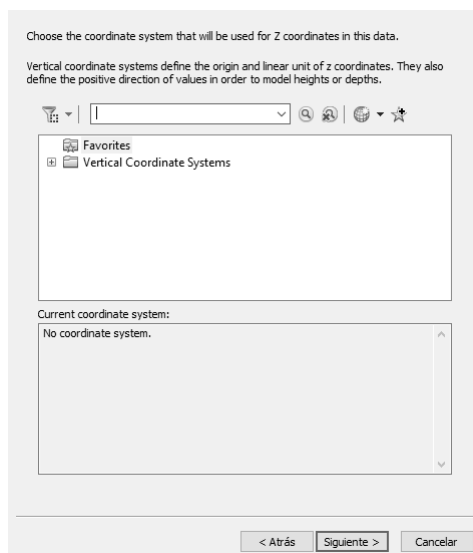 Choose the coordinate system that will be used for Z coordinates in this data.
Vertical coordinate systems define the origin and linear unit of z coordinates. They also
define the positive direction of values in order to model heights or depths.
Favorites
Vertical Coordinate Systems
Current coordinate system:
No coordinate system.
< Atrás Siguiente > Cancelar